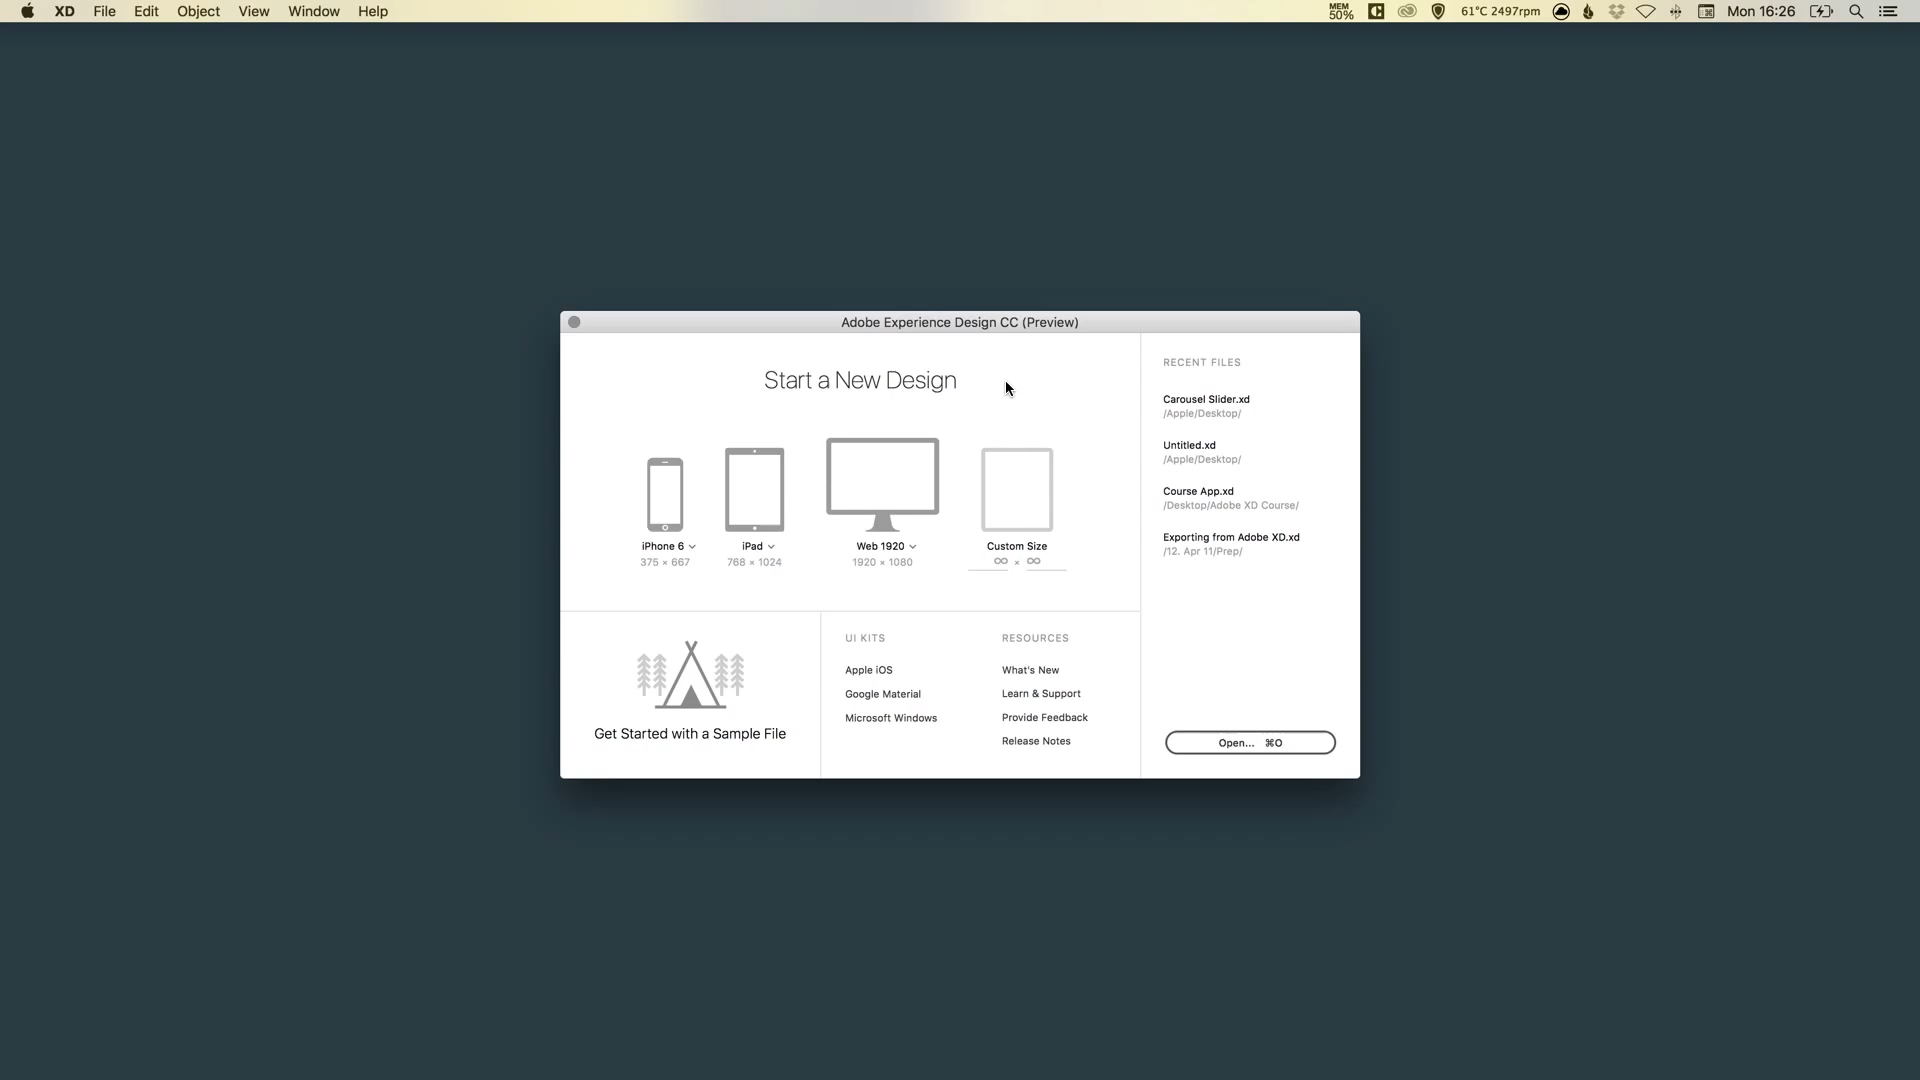 XD File Edit Object View Window Help
MEM 50% 61°C 2497rpm Mon 16:26
Adobe Experience Design CC (Preview)
Start a New Design
iPhone 6
375 × 667
iPad
768 × 1024
Web 1920
1920 × 1080
Custom Size
∞ × ∞
Get Started with a Sample File
UI KITS
Apple iOS
Google Material
Microsoft Windows
RESOURCES
What's New
Learn & Support
Provide Feedback
Release Notes
RECENT FILES
Carousel Slider.xd
/Apple/Desktop/
Untitled.xd
/Apple/Desktop/
Course App.xd
/Desktop/Adobe XD Course/
Exporting from Adobe XD.xd
/12. Apr 11/Prep/
Open... ⌘O